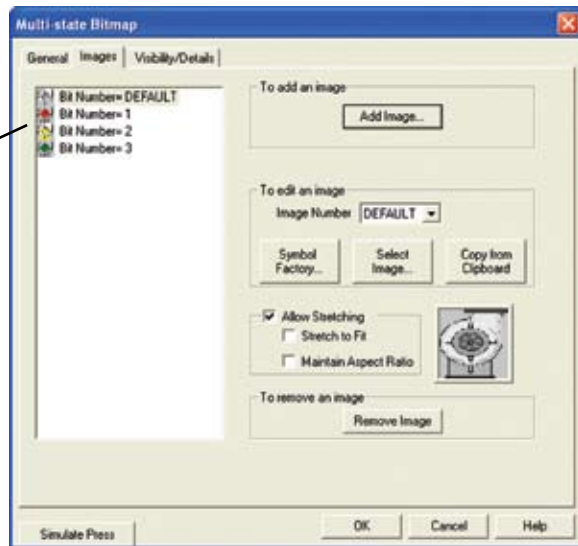 Multi-state Bitmap
General Images Visibility/Details
Bit Number= DEFAULT
Bit Number= 1
Bit Number= 2
Bit Number= 3
To add an image
Add Image...
To edit an image
Image Number DEFAULT
Symbol Factory...
Select Image...
Copy from Clipboard
Allow Stretching
Stretch to Fit
Maintain Aspect Ratio
To remove an image
Remove Image
Simulate Press
OK Cancel Help